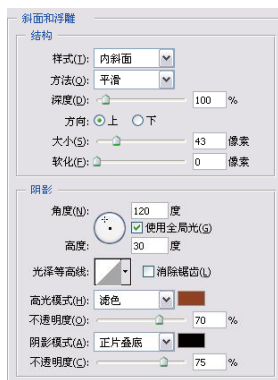 斜面和浮雕
结构
样式(T): 内斜面
方法(Q): 平滑
深度(D): 100 %
方向: 上 下
大小(S): 43 像素
软化(F): 0 像素
阴影
角度(N): 120 度
使用全局光(G)
高度: 30 度
光泽等高线: 消除锯齿(L)
高光模式(H): 滤色
不透明度(O): 70 %
阴影模式(A): 正片叠底
不透明度(C): 75 %